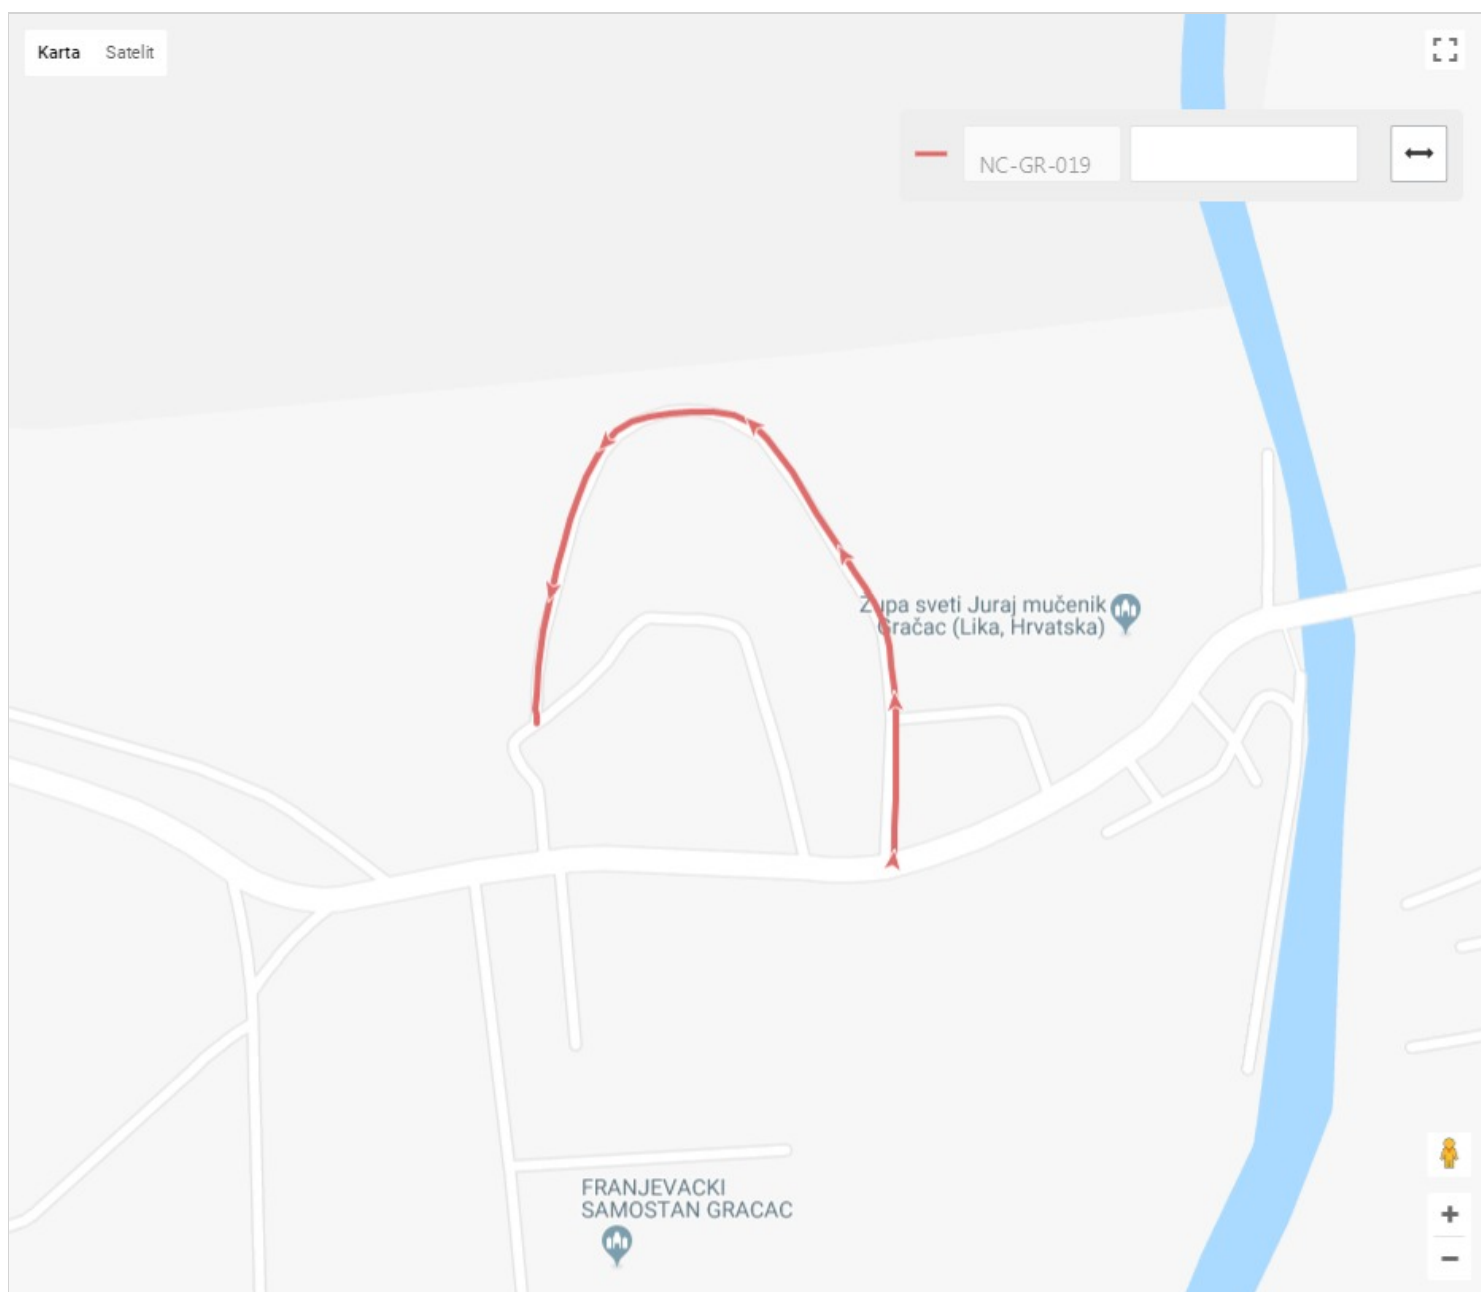 Karta Satelit
NC-GR-019
Župa sveti Juraj mučenik
Gračac (Lika, Hrvatska)
FRANJEVACKI
SAMOSTAN GRACAC